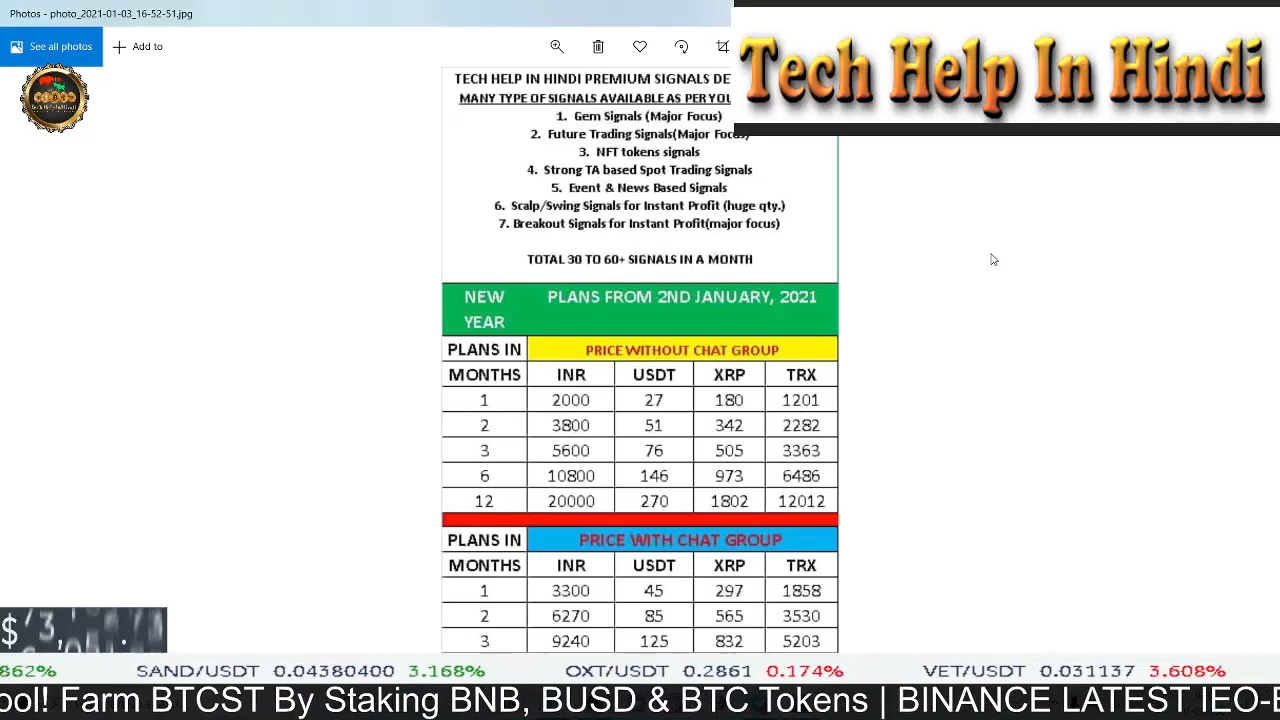 Photos - photo_2021-01-03_16-52-51.jpg
See all photos
Add to
Tech Help In Hindi
TECH HELP IN HINDI PREMIUM SIGNALS DE
MANY TYPE OF SIGNALS AVAILABLE AS PER YOU
1. Gem Signals (Major Focus)
2. Future Trading Signals(Major Focus)
3. NFT tokens signals
4. Strong TA based Spot Trading Signals
5. Event & News Based Signals
6. Scalp/Swing Signals for Instant Profit (huge qty.)
7. Breakout Signals for Instant Profit(major focus)
TOTAL 30 TO 60+ SIGNALS IN A MONTH
NEW YEAR PLANS FROM 2ND JANUARY, 2021
PLANS IN PRICE WITHOUT CHAT GROUP
MONTHS INR USDT XRP TRX
1 2000 27 180 1201
2 3800 51 342 2282
3 5600 76 505 3363
6 10800 146 973 6486
12 20000 270 1802 12012
PLANS IN PRICE WITH CHAT GROUP
MONTHS INR USDT XRP TRX
1 3300 45 297 1858
2 6270 85 565 3530
3 9240 125 832 5203
862% SAND/USDT 0.04380400 3.168% OXT/USDT 0.2861 0.174% VET/USDT 0.031137 3.608%
ool! Farm BTCST By Staking BNB, BUSD & BTC Tokens | BINANCE LATEST IEO-B